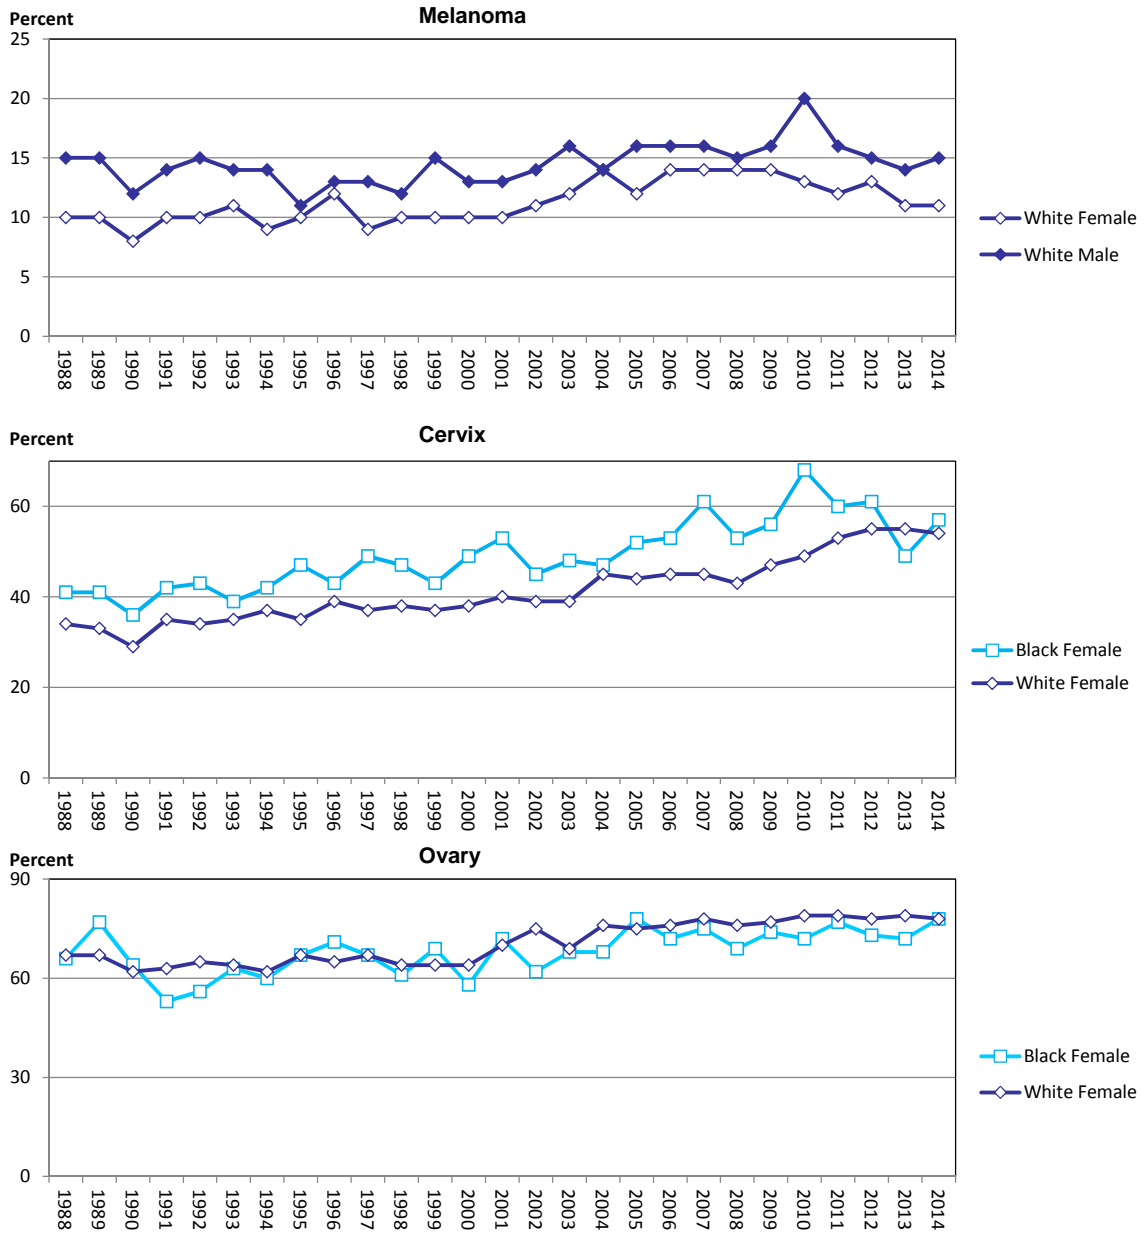 Melanoma
Percent
25
20
15
10
5
0
1988 1989 1990 1991 1992 1993 1994 1995 1996 1997 1998 1999 2000 2001 2002 2003 2004 2005 2006 2007 2008 2009 2010 2011 2012 2013 2014
White Female
White Male
Cervix
Percent
60
40
20
0
1988 1989 1990 1991 1992 1993 1994 1995 1996 1997 1998 1999 2000 2001 2002 2003 2004 2005 2006 2007 2008 2009 2010 2011 2012 2013 2014
Black Female
White Female
Ovary
Percent
90
60
30
0
1988 1989 1990 1991 1992 1993 1994 1995 1996 1997 1998 1999 2000 2001 2002 2003 2004 2005 2006 2007 2008 2009 2010 2011 2012 2013 2014
Black Female
White Female